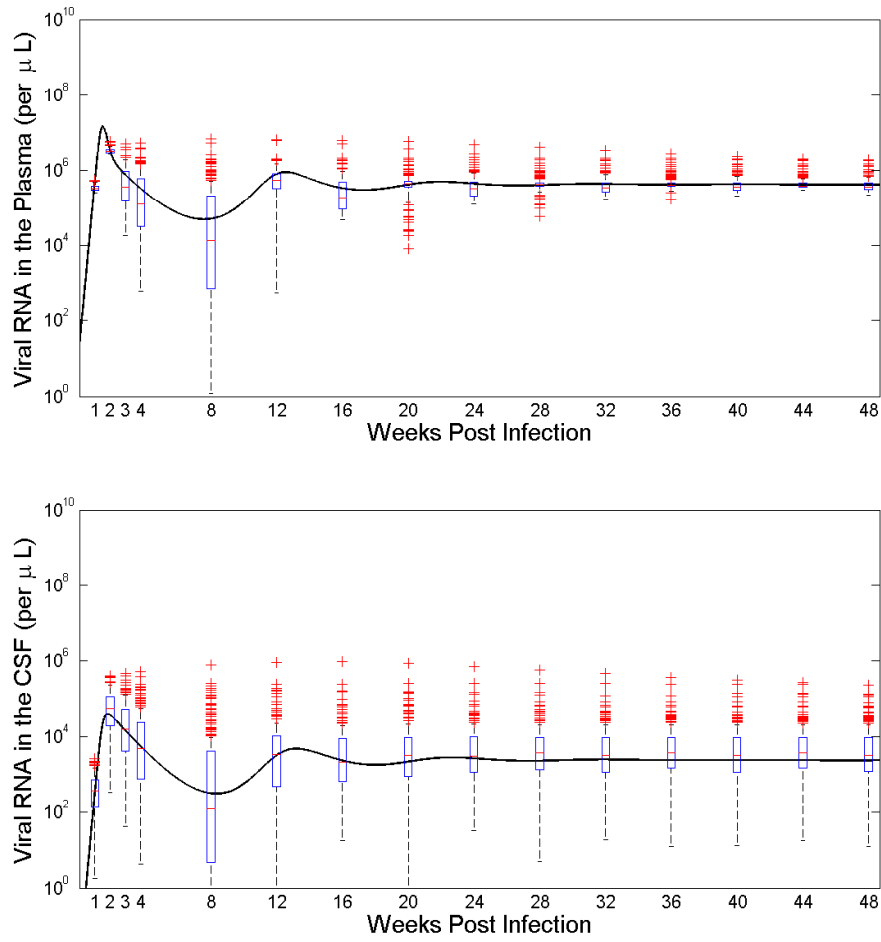 Viral RNA in the Plasma (per μ L)
10^10
10^8
10^6
10^4
10^2
10^0
1 2 3 4 8 12 16 20 24 28 32 36 40 44 48
Weeks Post Infection
Viral RNA in the CSF (per μ L)
10^10
10^8
10^6
10^4
10^2
10^0
1 2 3 4 8 12 16 20 24 28 32 36 40 44 48
Weeks Post Infection